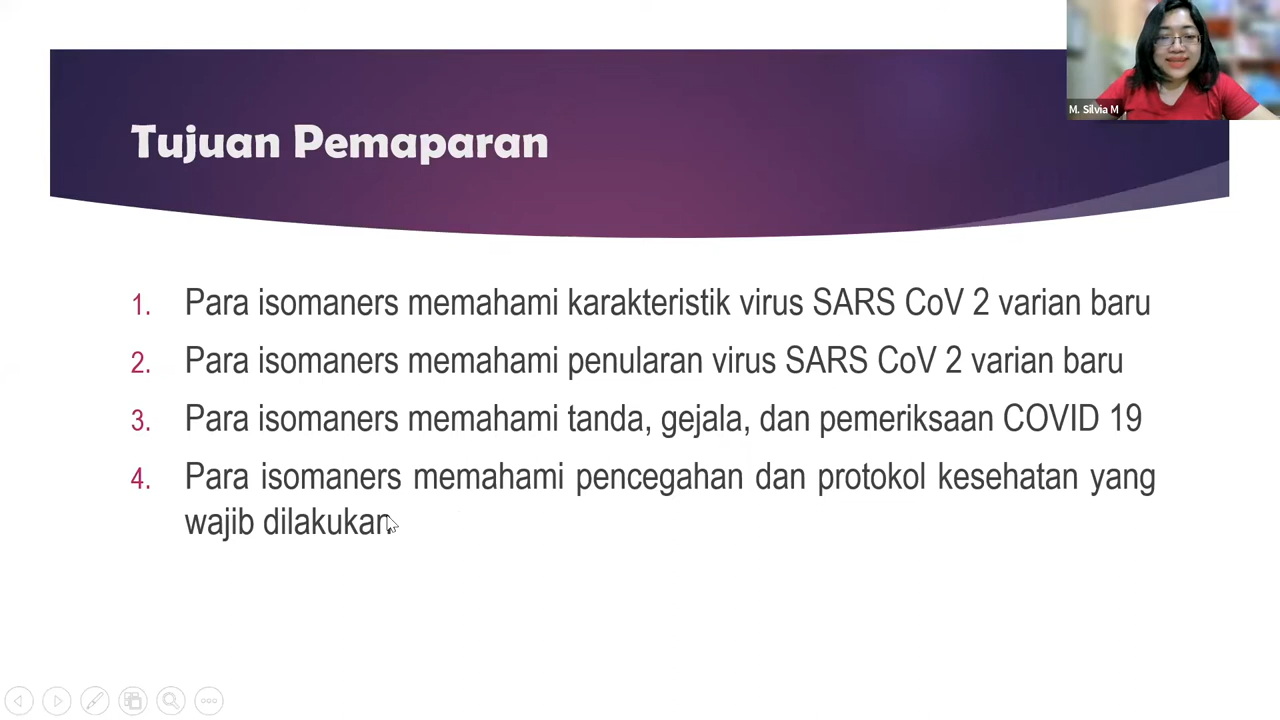 M. Silvia M
Tujuan Pemaparan
1. Para isomaners memahami karakteristik virus SARS CoV 2 varian baru
2. Para isomaners memahami penularan virus SARS CoV 2 varian baru
3. Para isomaners memahami tanda, gejala, dan pemeriksaan COVID 19
4. Para isomaners memahami pencegahan dan protokol kesehatan yang
wajib dilakukan